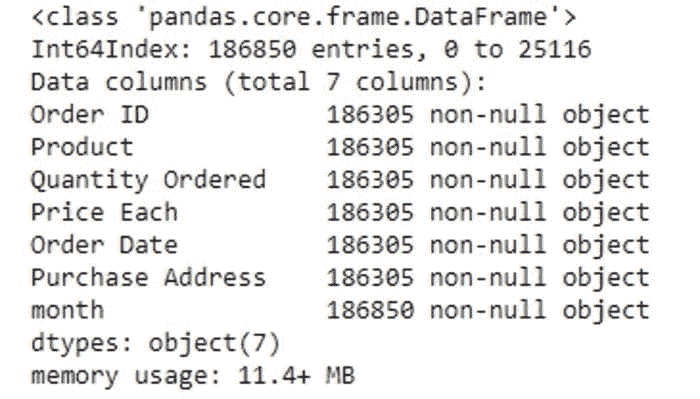 <class 'pandas.core.frame.DataFrame'>
Int64Index: 186850 entries, 0 to 25116
Data columns (total 7 columns):
Order ID 186305 non-null object
Product 186305 non-null object
Quantity Ordered 186305 non-null object
Price Each 186305 non-null object
Order Date 186305 non-null object
Purchase Address 186305 non-null object
month 186850 non-null object
dtypes: object(7)
memory usage: 11.4+ MB